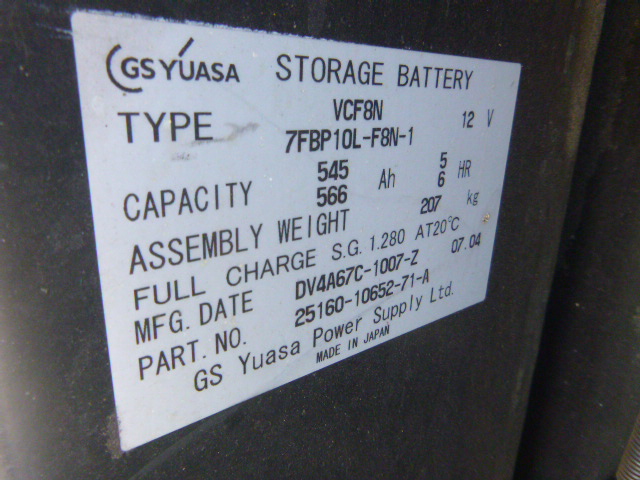 GS YUASA STORAGE BATTERY
TYPE VCF8N 12 V
7FBP10L-F8N-1
CAPACITY 545 Ah 5 HR
566 6
ASSEMBLY WEIGHT 207 kg
FULL CHARGE S.G. 1.280 AT20℃
MFG. DATE DV4A67C-1007-Z 07.04
PART. NO. 25160-10652-71-A
GS Yuasa Power Supply Ltd.
MADE IN JAPAN